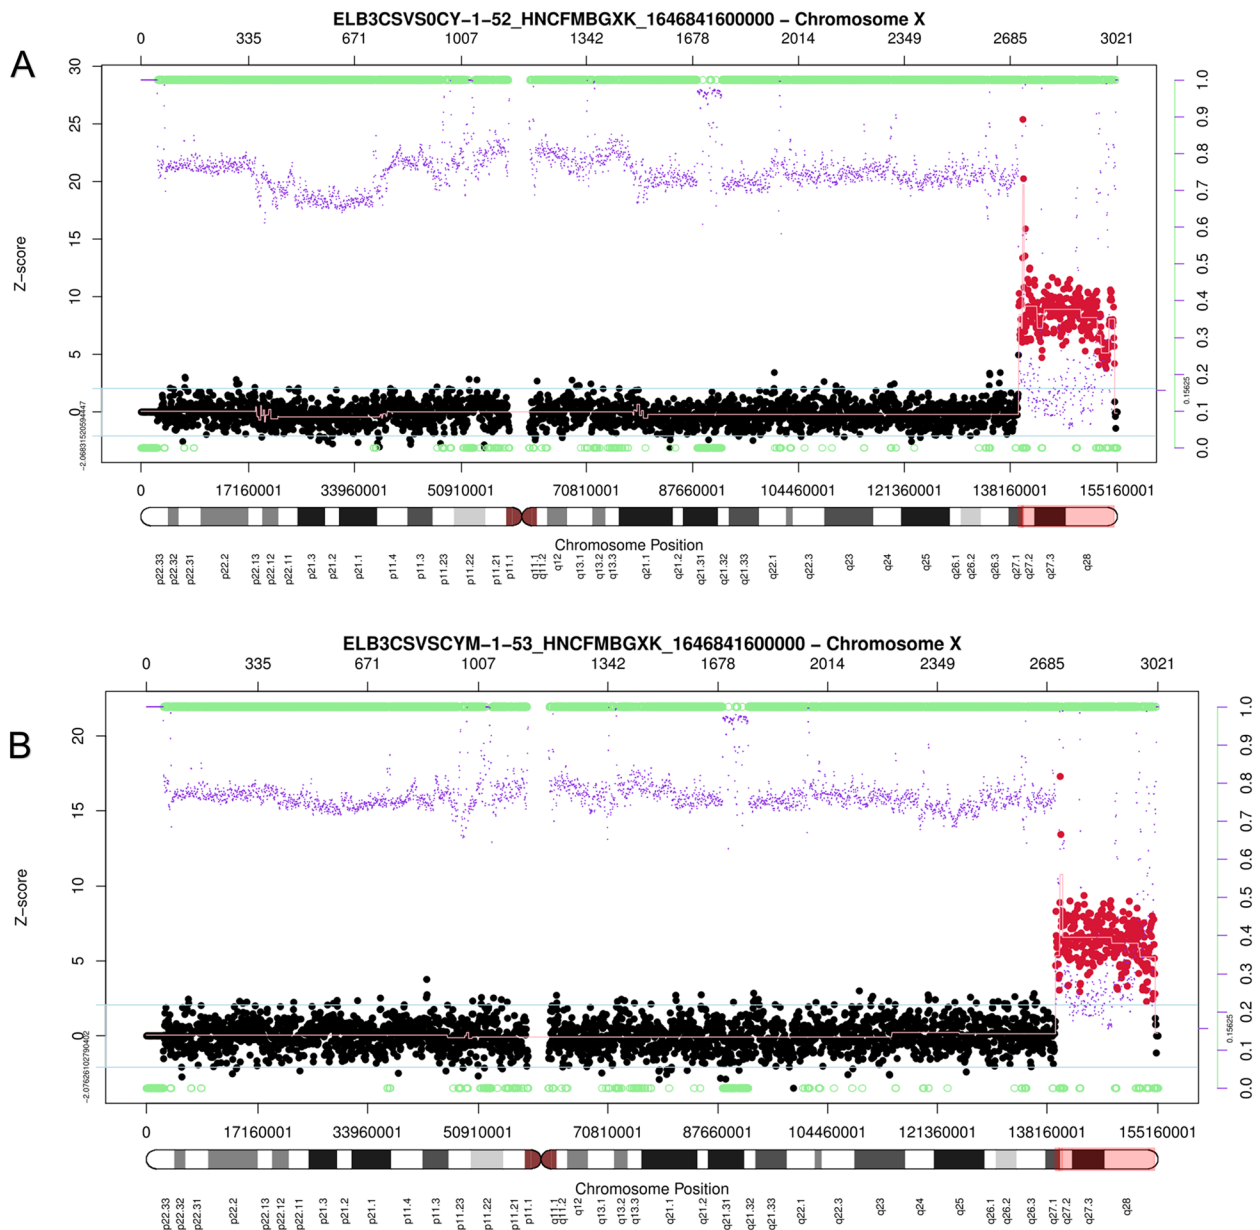 ELB3CSVS0CY−1−52_HNCFMBGXK_1646841600000 − Chromosome X
0 335 671 1007 1342 1678 2014 2349 2685 3021
A
30
25
20
15
10
5
0
Z−score
1.0
0.9
0.8
0.7
0.6
0.5
0.4
0.3
0.2
0.1
0.0
0.15625
0 17160001 33960001 50910001 70810001 87660001 104460001 121360001 138160001 155160001
Chromosome Position
p22.33 p22.32 p22.31 p22.2 p22.13 p22.12 p22.11 p21.3 p21.2 p21.1 p11.4 p11.3 p11.23 p11.22 p11.21 p11.1 q11.1 q11.2 q12 q13.1 q13.2 q13.3 q21.1 q21.2 q21.31 q21.32 q21.33 q22.1 q22.3 q23 q24 q25 q26.1 q26.2 q26.3 q27.1 q27.2 q27.3 q28
ELB3CSVSCYM−1−53_HNCFMBGXK_1646841600000 − Chromosome X
0 335 671 1007 1342 1678 2014 2349 2685 3021
B
20
15
10
5
0
Z−score
1.0
0.9
0.8
0.7
0.6
0.5
0.4
0.3
0.2
0.1
0.0
0.15625
0 17160001 33960001 50910001 70810001 87660001 104460001 121360001 138160001 155160001
Chromosome Position
p22.33 p22.32 p22.31 p22.2 p22.13 p22.12 p22.11 p21.3 p21.2 p21.1 p11.4 p11.3 p11.23 p11.22 p11.21 p11.1 q11.1 q11.2 q12 q13.1 q13.2 q13.3 q21.1 q21.2 q21.31 q21.32 q21.33 q22.1 q22.3 q23 q24 q25 q26.1 q26.2 q26.3 q27.1 q27.2 q27.3 q28